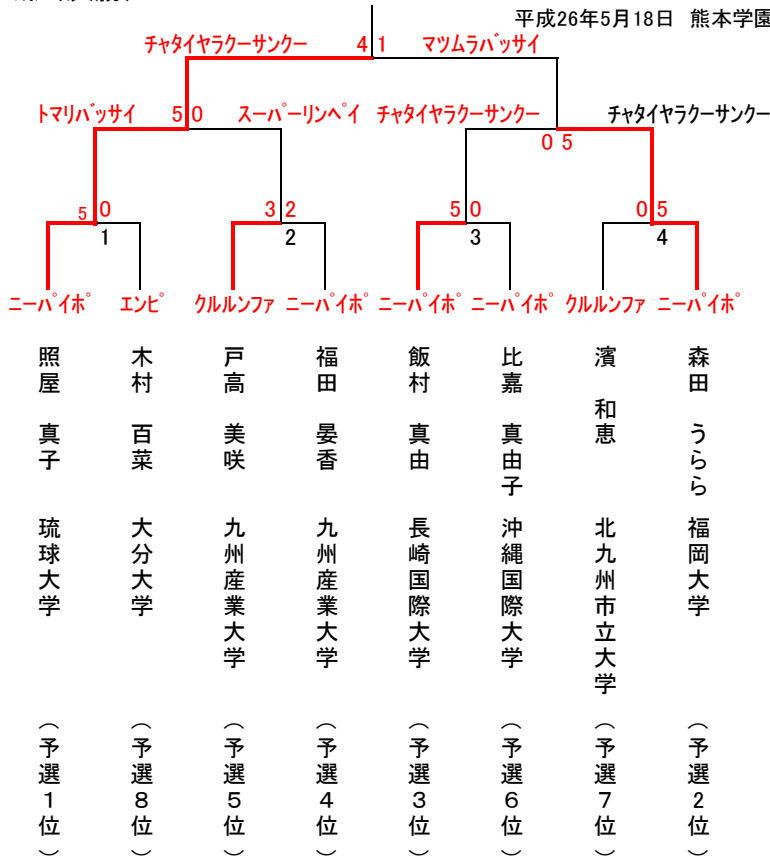 平成26年5月18日 熊本学園
チャタイヤラクーサンクー 4 1 マツムラバッサイ
トマリバッサイ 5 0 スーパーリンペイ チャタイヤラクーサンクー 0 5 チャタイヤラクーサンクー
5 0 3 2 5 0 0 5
1 2 3 4
ニーパイポ エンピ クルルンファ ニーパイポ ニーパイポ ニーパイポ クルルンファ ニーパイポ
照屋 真子 琉球大学 (予選1位)
木村 百菜 大分大学 (予選8位)
戸高 美咲 九州産業大学 (予選5位)
福田 晏香 九州産業大学 (予選4位)
飯村 真由 長崎国際大学 (予選3位)
比嘉 真由子 沖縄国際大学 (予選6位)
濱 和恵 北九州市立大学 (予選7位)
森田 うらら 福岡大学 (予選2位)